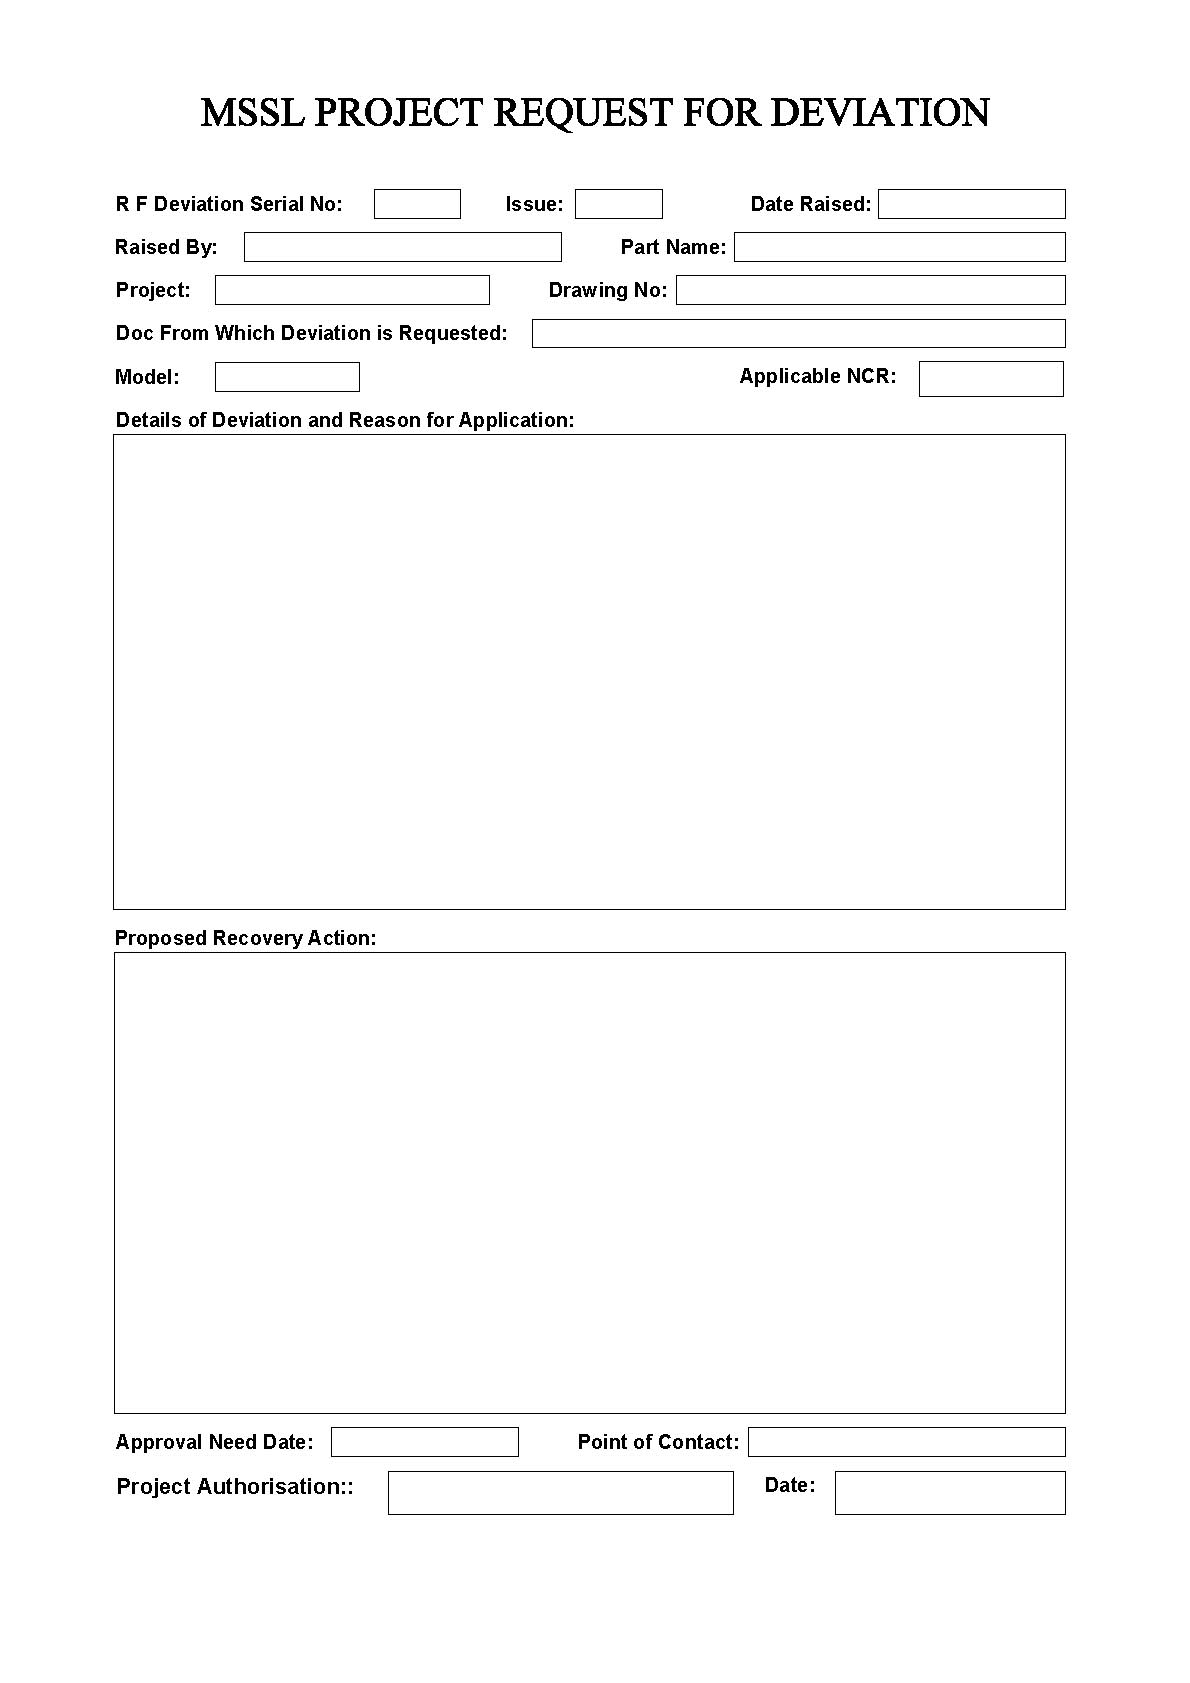 MSSL PROJECT REQUEST FOR DEVIATION
R F Deviation Serial No: Issue: Date Raised:
Raised By: Part Name:
Project: Drawing No:
Doc From Which Deviation is Requested:
Model: Applicable NCR:
Details of Deviation and Reason for Application:
Proposed Recovery Action:
Approval Need Date: Point of Contact:
Project Authorisation:: Date: